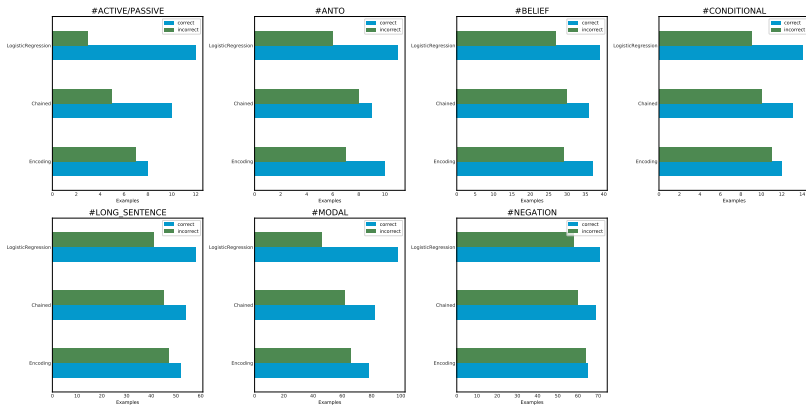 #ACTIVE/PASSIVE
correct
incorrect
LogisticRegression
Chained
Encoding
0 2 4 6 8 10 12
Examples
#ANTO
correct
incorrect
LogisticRegression
Chained
Encoding
0 2 4 6 8 10
Examples
#BELIEF
correct
incorrect
LogisticRegression
Chained
Encoding
0 5 10 15 20 25 30 35 40
Examples
#CONDITIONAL
correct
incorrect
LogisticRegression
Chained
Encoding
0 2 4 6 8 10 12 14
Examples
#LONG_SENTENCE
correct
incorrect
LogisticRegression
Chained
Encoding
0 10 20 30 40 50 60
Examples
#MODAL
correct
incorrect
LogisticRegression
Chained
Encoding
0 20 40 60 80 100
Examples
#NEGATION
correct
incorrect
LogisticRegression
Chained
Encoding
0 10 20 30 40 50 60 70
Examples